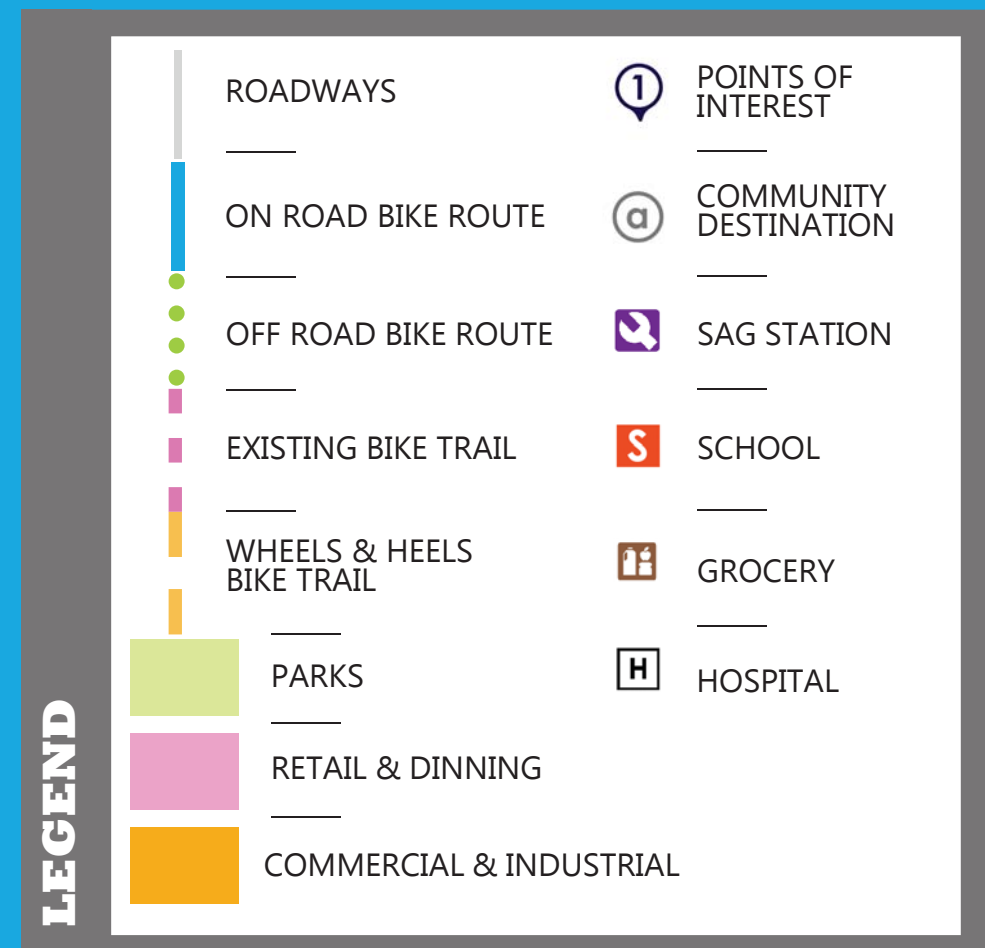 LEGEND
ROADWAYS
ON ROAD BIKE ROUTE
OFF ROAD BIKE ROUTE
EXISTING BIKE TRAIL
WHEELS & HEELS
BIKE TRAIL
PARKS
RETAIL & DINNING
COMMERCIAL & INDUSTRIAL
1
POINTS OF
INTEREST
a
COMMUNITY
DESTINATION
SAG STATION
S
SCHOOL
GROCERY
H
HOSPITAL